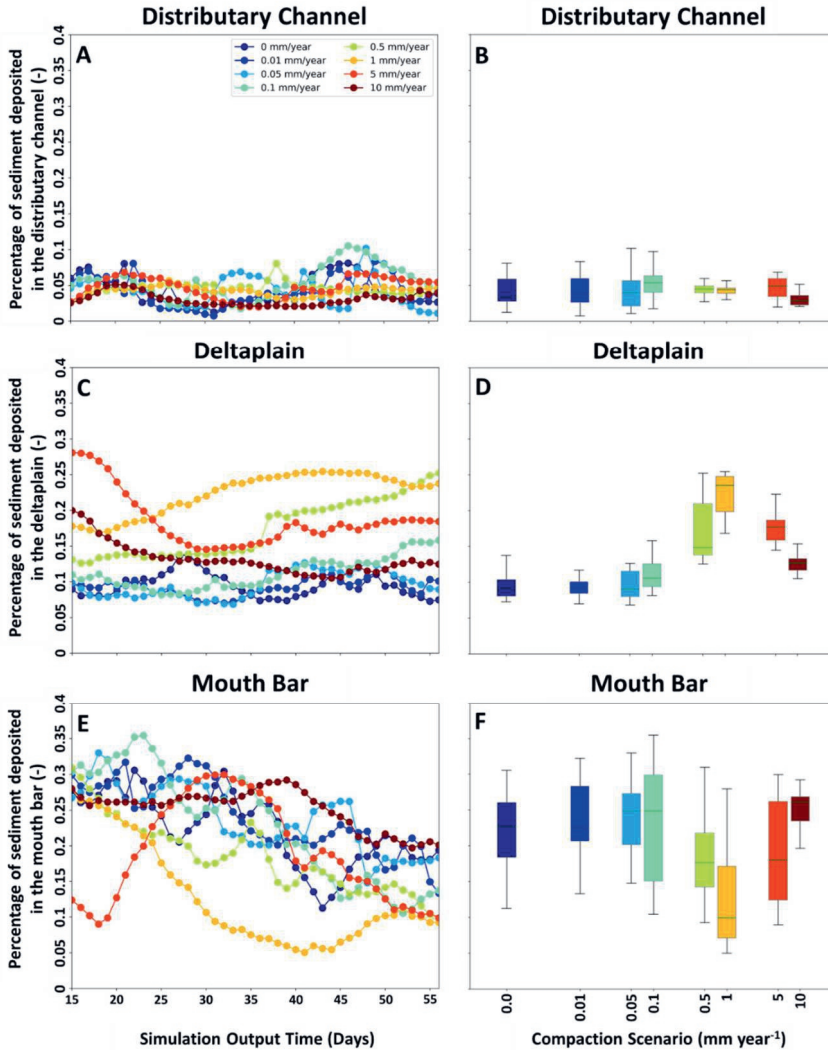 Distributary Channel
Distributary Channel
A
0 mm/year
0.01 mm/year
0.05 mm/year
0.1 mm/year
0.5 mm/year
1 mm/year
5 mm/year
10 mm/year
B
Percentage of sediment deposited
in the distributary channel (-)
0 0.05 0.1 0.15 0.2 0.25 0.3 0.35 0.4
Deltaplain
Deltaplain
C
D
Percentage of sediment deposited
in the deltaplain (-)
0 0.05 0.1 0.15 0.2 0.25 0.3 0.35 0.4
Mouth Bar
Mouth Bar
E
F
Percentage of sediment deposited
in the mouth bar (-)
0 0.05 0.1 0.15 0.2 0.25 0.3 0.35 0.4
15 20 25 30 35 40 45 50 55
0.0 0.01 0.05 0.1 0.5 1 5 10
Simulation Output Time (Days)
Compaction Scenario (mm year⁻¹)